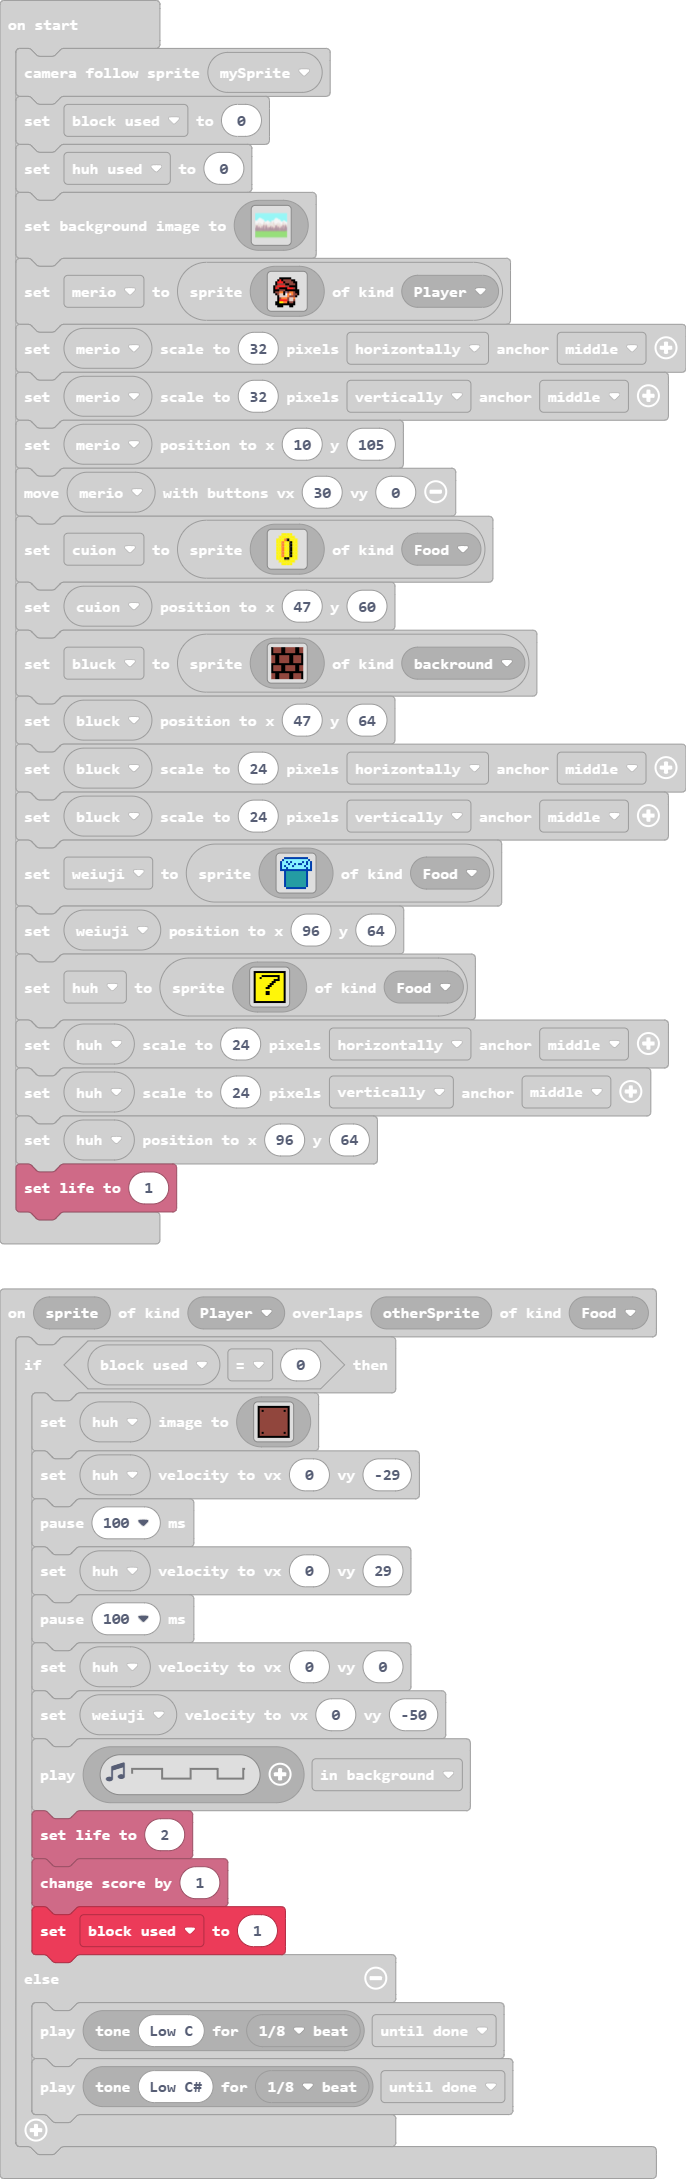 on start
camera follow sprite mySprite
set block used to 0
set huh used to 0
set background image to
set merio to sprite of kind Player
set merio scale to 32 pixels horizontally anchor middle
set merio scale to 32 pixels vertically anchor middle
set merio position to x 10 y 105
move merio with buttons vx 30 vy 0
set cuion to sprite of kind Food
set cuion position to x 47 y 60
set bluck to sprite of kind backround
set bluck position to x 47 y 64
set bluck scale to 24 pixels horizontally anchor middle
set bluck scale to 24 pixels vertically anchor middle
set weiuji to sprite of kind Food
set weiuji position to x 96 y 64
set huh to sprite ? of kind Food
set huh scale to 24 pixels horizontally anchor middle
set huh scale to 24 pixels vertically anchor middle
set huh position to x 96 y 64
set life to 1
on sprite of kind Player overlaps otherSprite of kind Food
if block used = 0 then
set huh image to
set huh velocity to vx 0 vy -29
pause 100 ms
set huh velocity to vx 0 vy 29
pause 100 ms
set huh velocity to vx 0 vy 0
set weiuji velocity to vx 0 vy -50
play in background
set life to 2
change score by 1
set block used to 1
else
play tone Low C for 1/8 beat until done
play tone Low C# for 1/8 beat until done